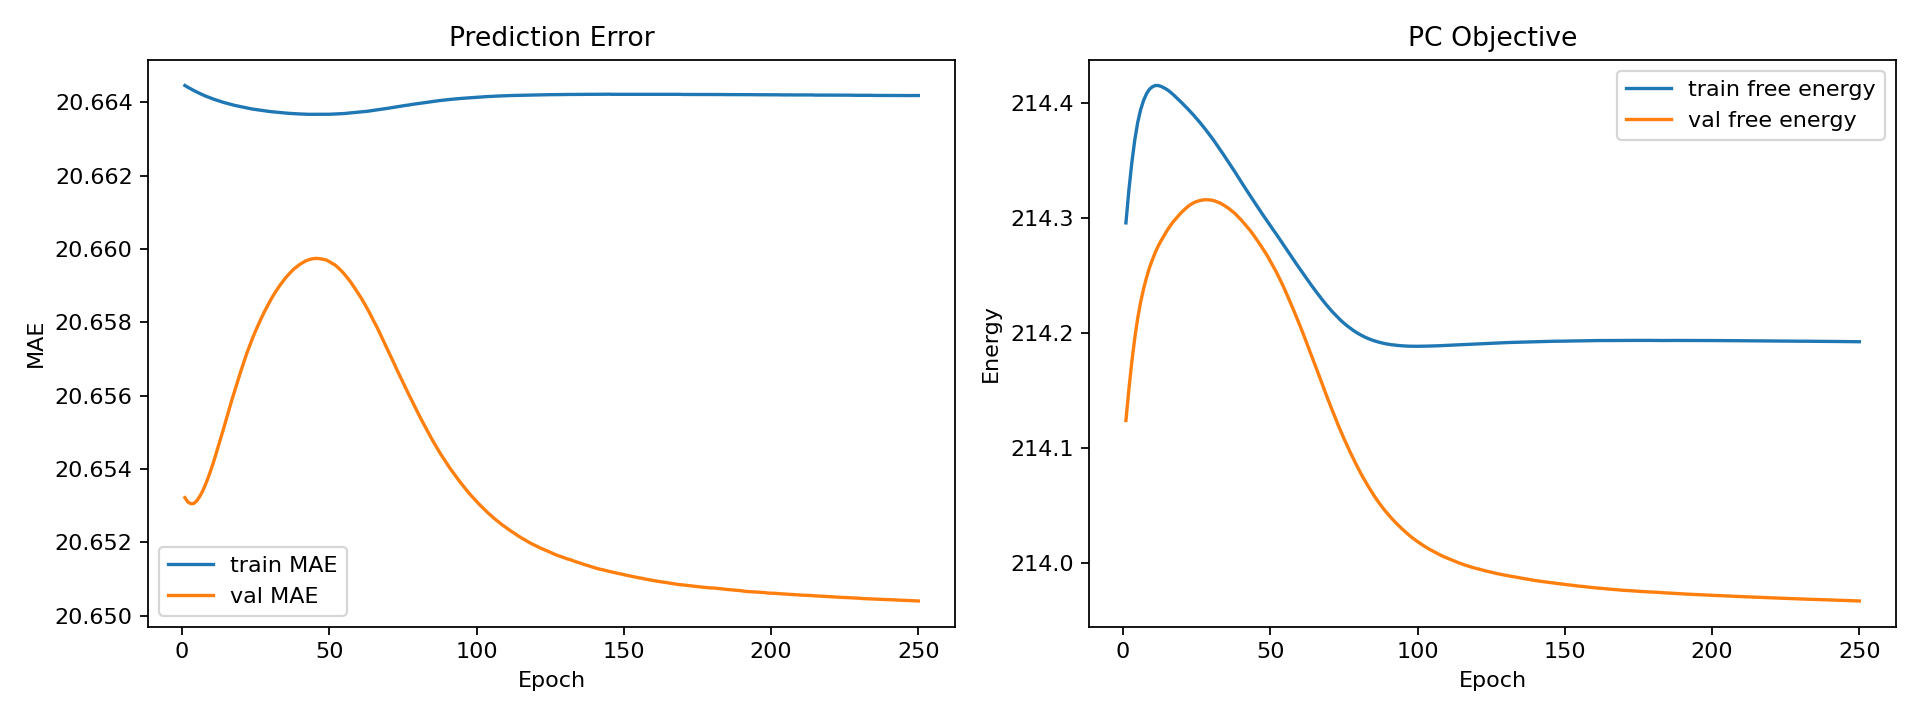 Prediction Error
MAE
20.664
20.662
20.660
20.658
20.656
20.654
20.652
20.650
train MAE
val MAE
0 50 100 150 200 250
Epoch
PC Objective
Energy
214.4
214.3
214.2
214.1
214.0
train free energy
val free energy
0 50 100 150 200 250
Epoch